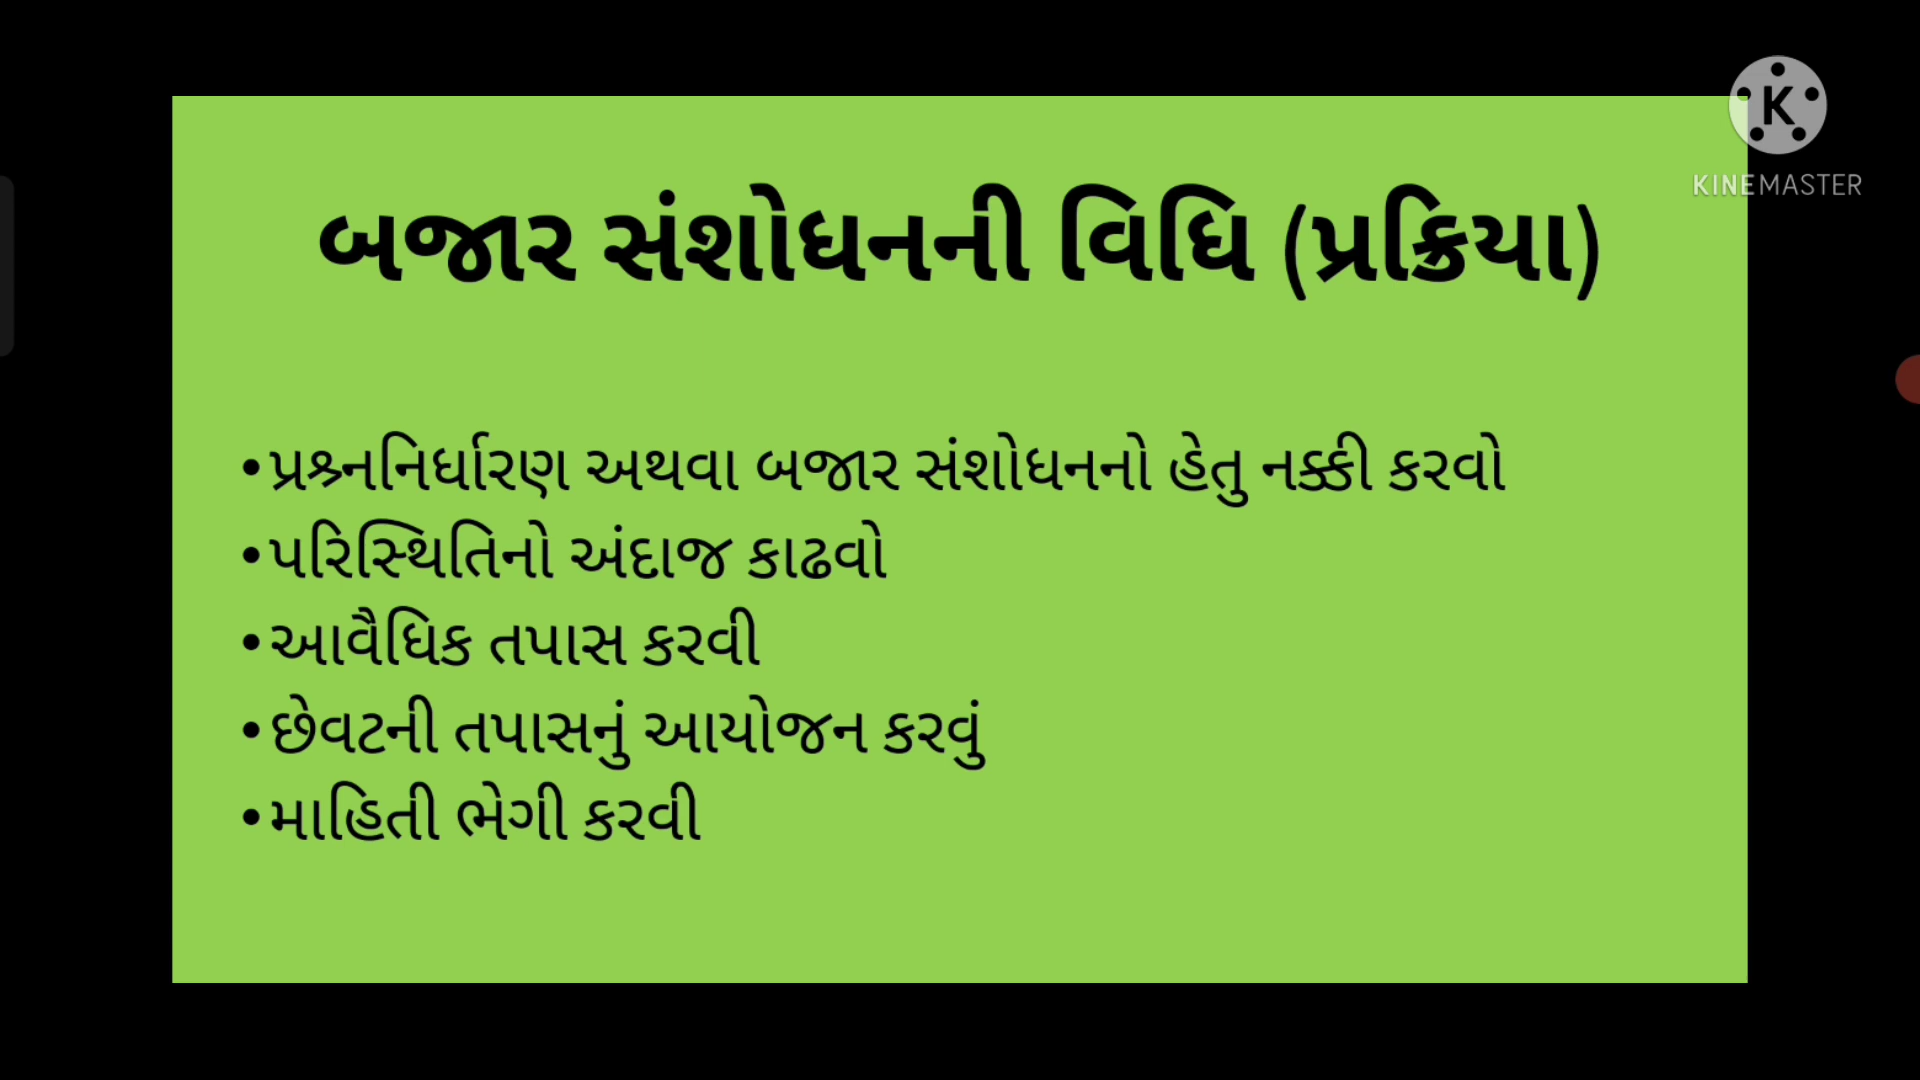 K
KINEMASTER
બજાર સંશોધનની વિધિ (પ્રક્રિયા)
•પ્રશ્નનિર્ધારણ અથવા બજાર સંશોધનનો હેતુ નક્કી કરવો
•પરિસ્થિતિનો અંદાજ કાઢવો
•આવૈધિક તપાસ કરવી
•છેવટની તપાસનું આયોજન કરવું
•માહિતી ભેગી કરવી